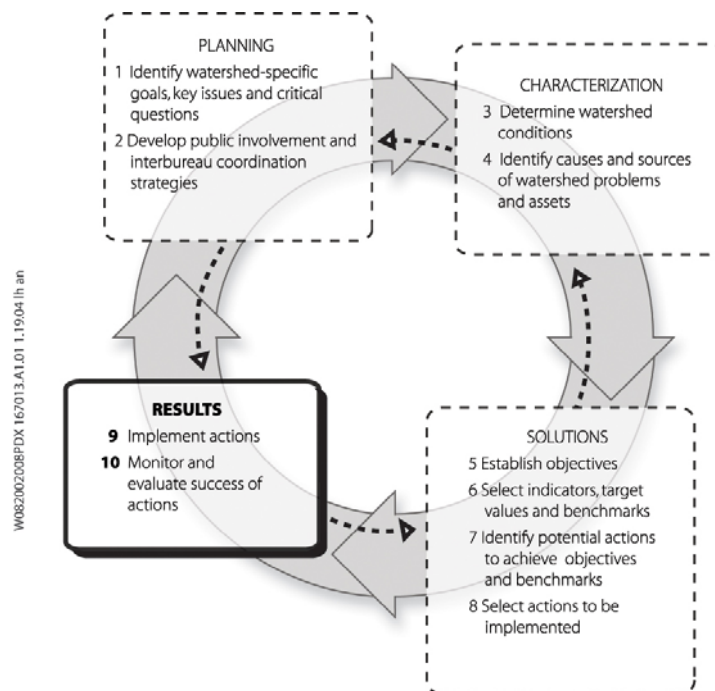 PLANNING
1 Identify watershed-specific
goals, key issues and critical
questions
2 Develop public involvement and
interbureau coordination
strategies
CHARACTERIZATION
3 Determine watershed
conditions
4 Identify causes and sources
of watershed problems
and assets
SOLUTIONS
5 Establish objectives
6 Select indicators, target
values and benchmarks
7 Identify potential actions
to achieve objectives
and benchmarks
8 Select actions to be
implemented
RESULTS
9 Implement actions
10 Monitor and
evaluate success of
actions
W082002008PDX 167013.A1.01 1.19.04 lh an